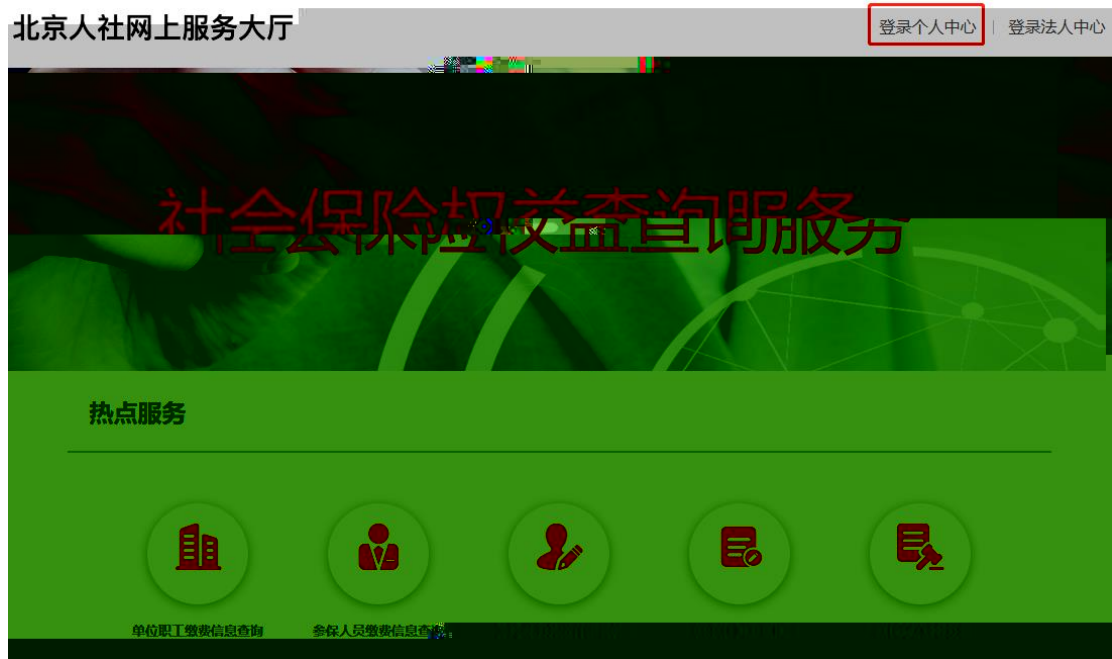 北京人社网上服务大厅
登录个人中心 | 登录法人中心
社会保险权益查询服务
热点服务
单位职工缴费信息查询
参保人员缴费信息查询